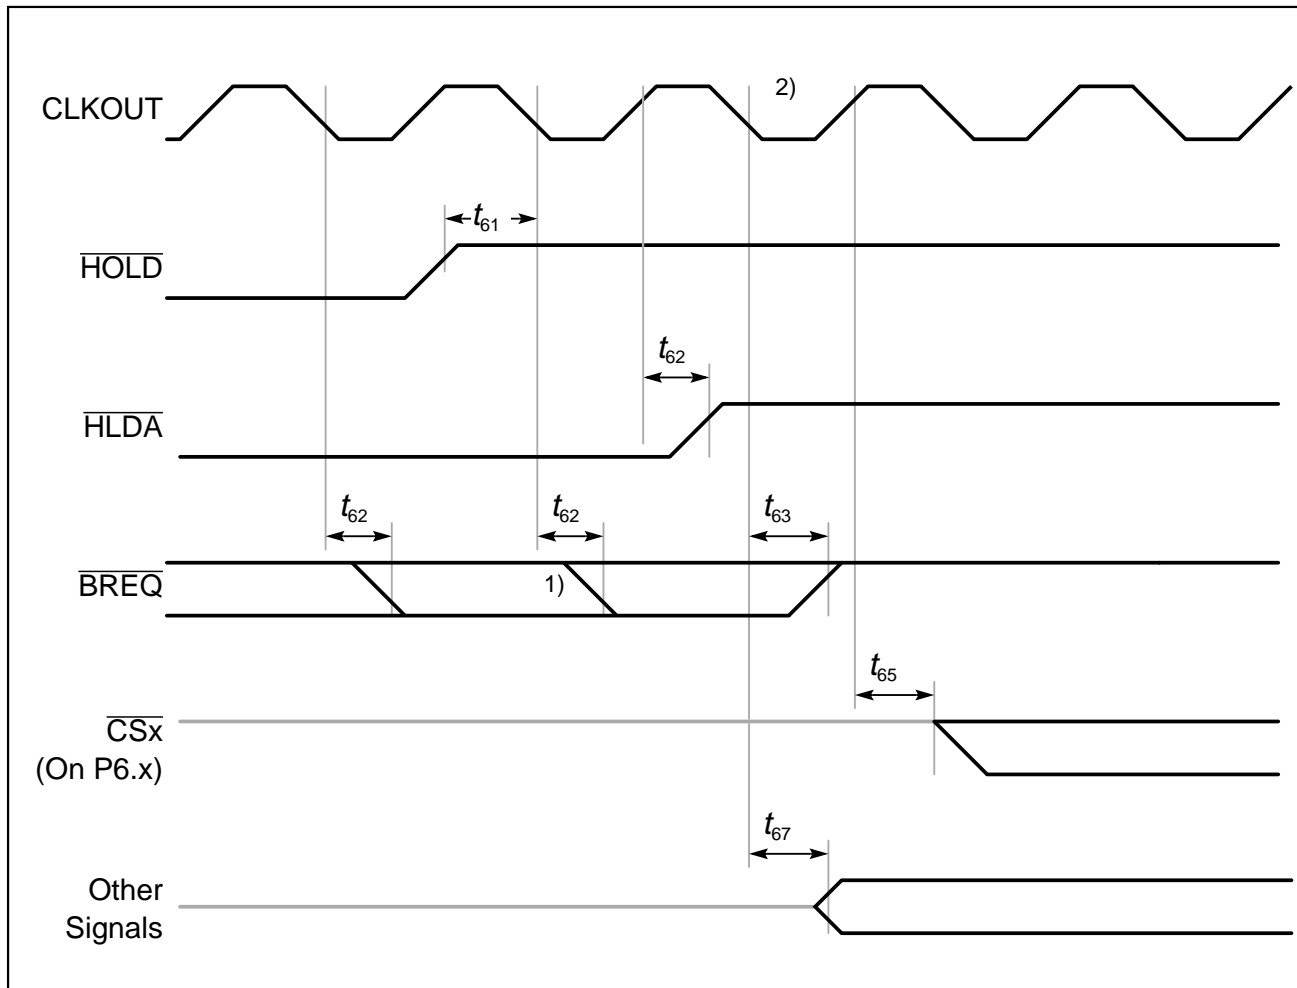 CLKOUT
2)
t61
HOLD
t62
HLDA
t62
t62
t63
BREQ
1)
t65
CSx
(On P6.x)
t67
Other
Signals